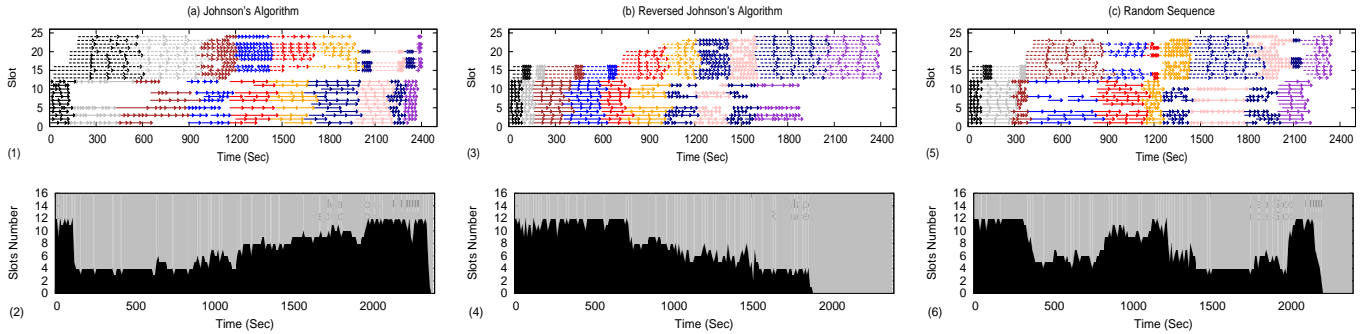 (a) Johnson's Algorithm
(b) Reversed Johnson's Algorithm
(c) Random Sequence
25
20
15
10
5
0
Slot
0 300 600 900 1200 1500 1800 2100 2400
Time (Sec)
(1)
25
20
15
10
5
0
Slot
0 300 600 900 1200 1500 1800 2100 2400
Time (Sec)
(3)
25
20
15
10
5
0
Slot
0 300 600 900 1200 1500 1800 2100 2400
Time (Sec)
(5)
16
14
12
10
8
6
4
2
0
Slots Number
0 500 1000 1500 2000
Time (Sec)
(2)
16
14
12
10
8
6
4
2
0
Slots Number
0 500 1000 1500 2000
Time (Sec)
(4)
16
14
12
10
8
6
4
2
0
Slots Number
0 500 1000 1500 2000
Time (Sec)
(6)